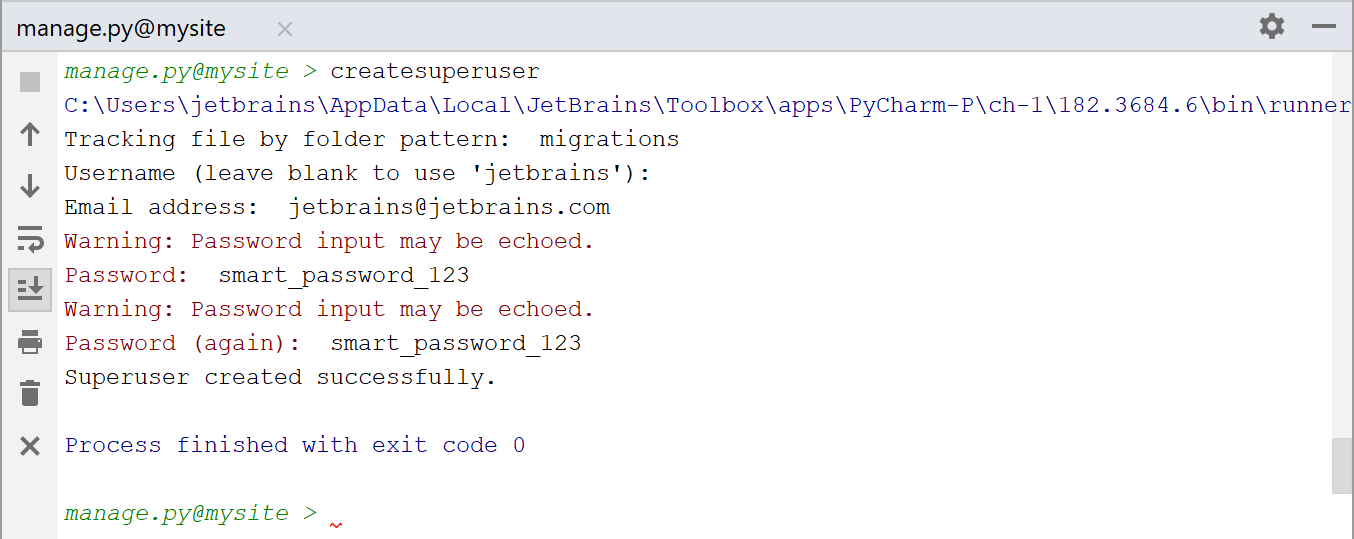 manage.py@mysite
manage.py@mysite > createsuperuser
C:\Users\jetbrains\AppData\Local\JetBrains\Toolbox\apps\PyCharm-P\ch-1\182.3684.6\bin\runner
Tracking file by folder pattern:  migrations
Username (leave blank to use 'jetbrains'):
Email address:  jetbrains@jetbrains.com
Warning: Password input may be echoed.
Password:  smart_password_123
Warning: Password input may be echoed.
Password (again):  smart_password_123
Superuser created successfully.
Process finished with exit code 0
manage.py@mysite >